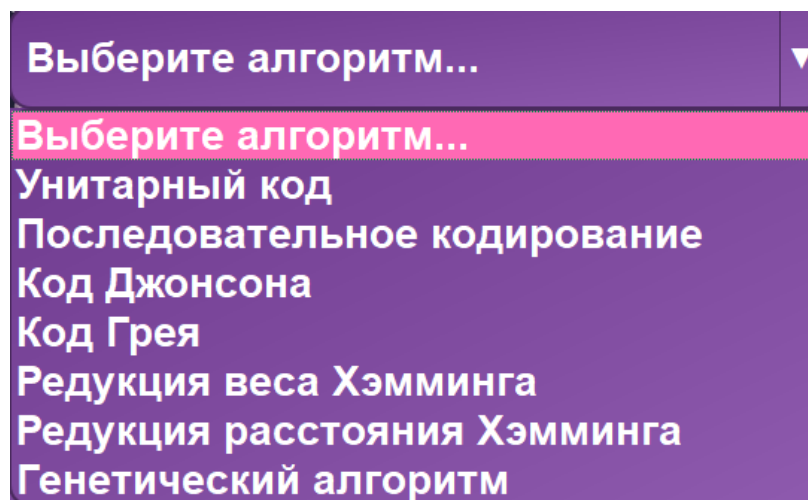 Выберите алгоритм...
Выберите алгоритм...
Унитарный код
Последовательное кодирование
Код Джонсона
Код Грея
Редукция веса Хэмминга
Редукция расстояния Хэмминга
Генетический алгоритм